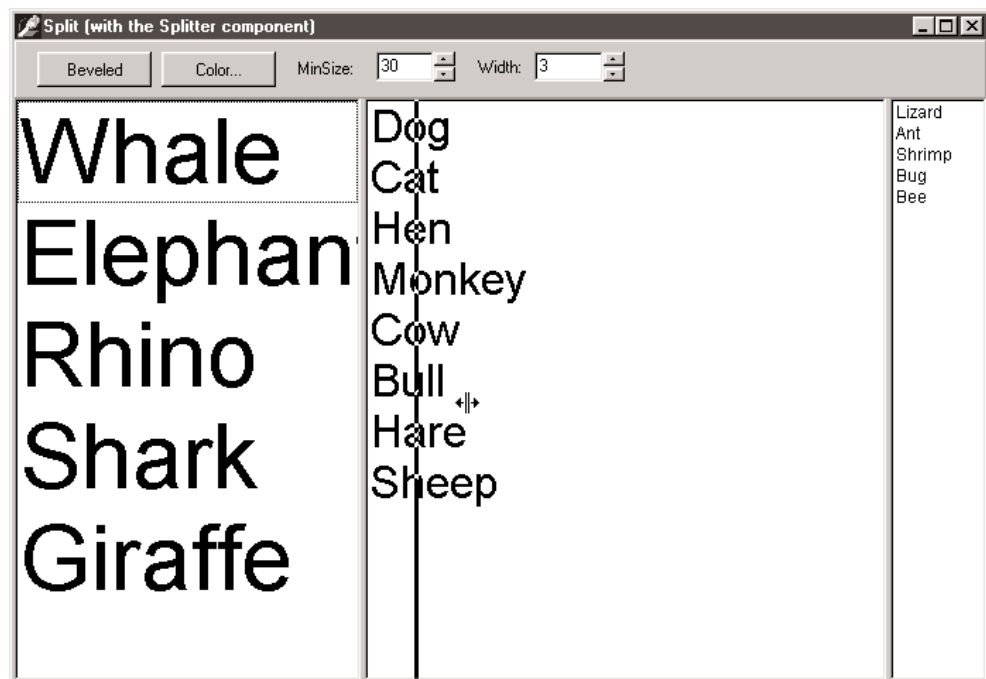 Split (with the Splitter component)
Beveled Color... MinSize: 30 Width: 3
Whale
Elephan
Rhino
Shark
Giraffe
Dog
Cat
Hen
Monkey
Cow
Bull
Hare
Sheep
Lizard
Ant
Shrimp
Bug
Bee